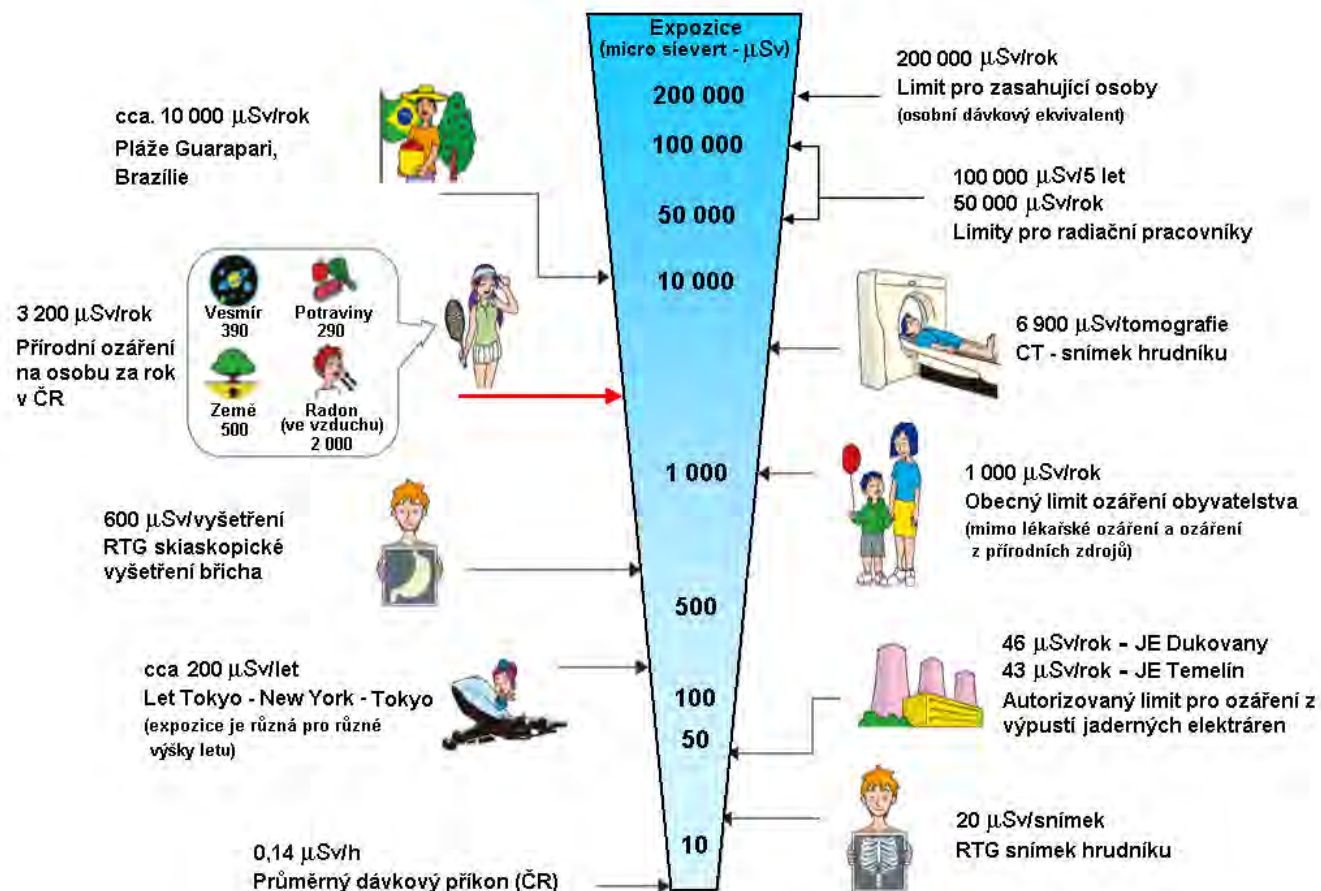 Expozice
(micro sievert - µSv)
200 000
100 000
50 000
10 000
1 000
500
100
50
10
cca. 10 000 µSv/rok
Pláže Guarapari,
Brazílie
3 200 µSv/rok
Přírodní ozáření
na osobu za rok
v ČR
Vesmír
390
Potraviny
290
Země
500
Radon
(ve vzduchu)
2 000
600 µSv/vyšetření
RTG skiaskopické
vyšetření břicha
cca 200 µSv/let
Let Tokyo - New York - Tokyo
(expozice je různá pro různé
výšky letu)
0,14 µSv/h
Průměrný dávkový příkon (ČR)
200 000 µSv/rok
Limit pro zasahující osoby
(osobní dávkový ekvivalent)
100 000 µSv/5 let
50 000 µSv/rok
Limity pro radiační pracovníky
6 900 µSv/tomografie
CT - snímek hrudníku
1 000 µSv/rok
Obecný limit ozáření obyvatelstva
(mimo lékařské ozáření a ozáření
z přírodních zdrojů)
46 µSv/rok - JE Dukovany
43 µSv/rok - JE Temelín
Autorizovaný limit pro ozáření z
výpustí jaderných elektráren
20 µSv/snímek
RTG snímek hrudníku